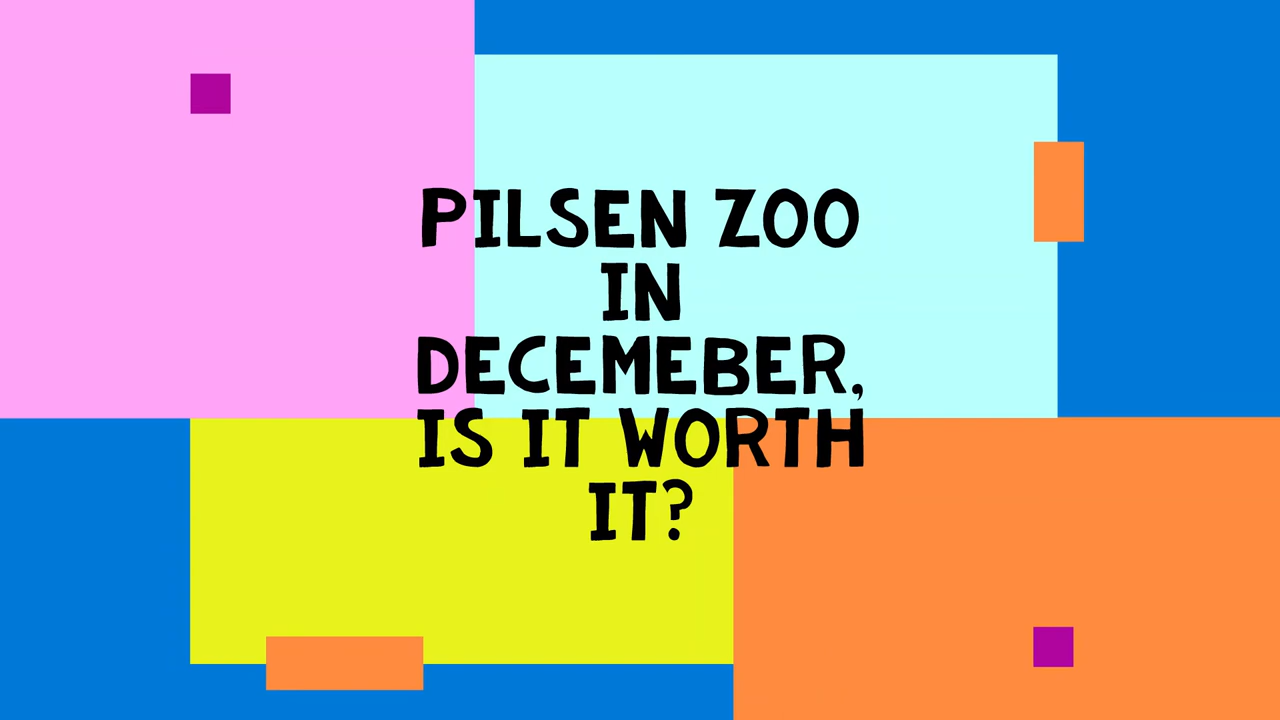 PILSEN ZOO
IN
DECEMEBER,
IS IT WORTH
IT?